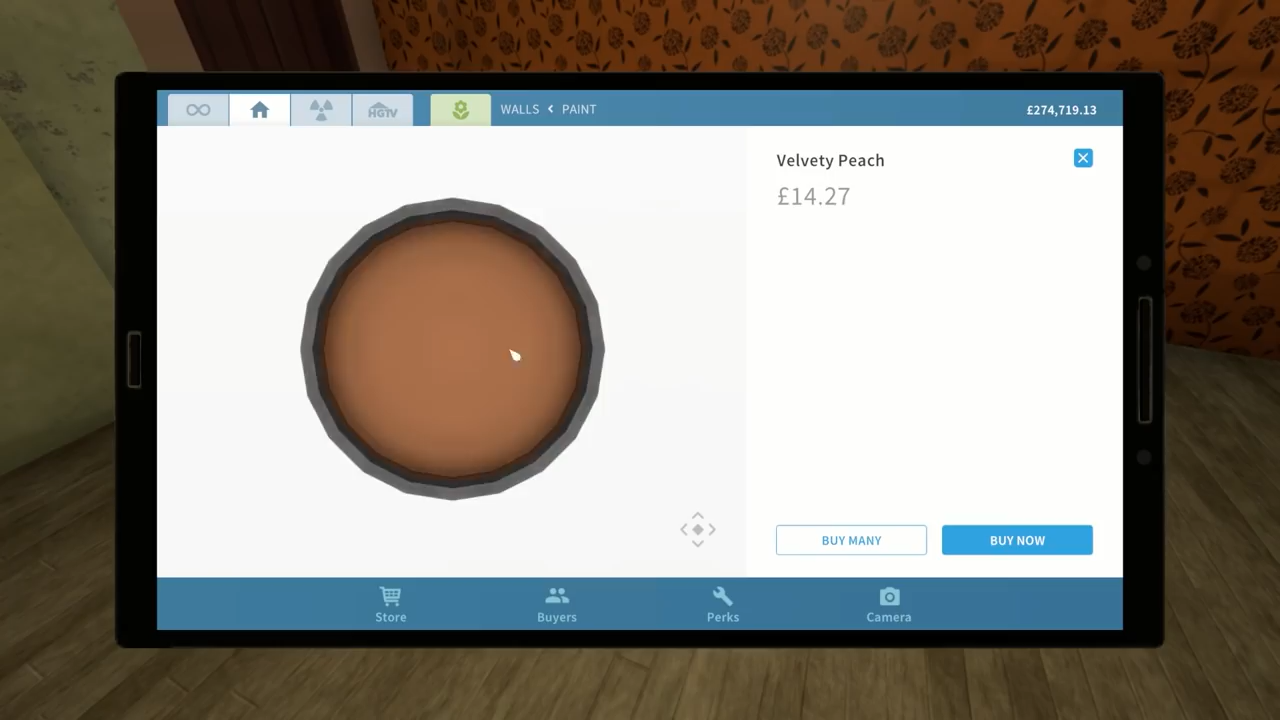 HGTV
WALLS < PAINT
£274,719.13
Velvety Peach
£14.27
BUY MANY
BUY NOW
Store
Buyers
Perks
Camera